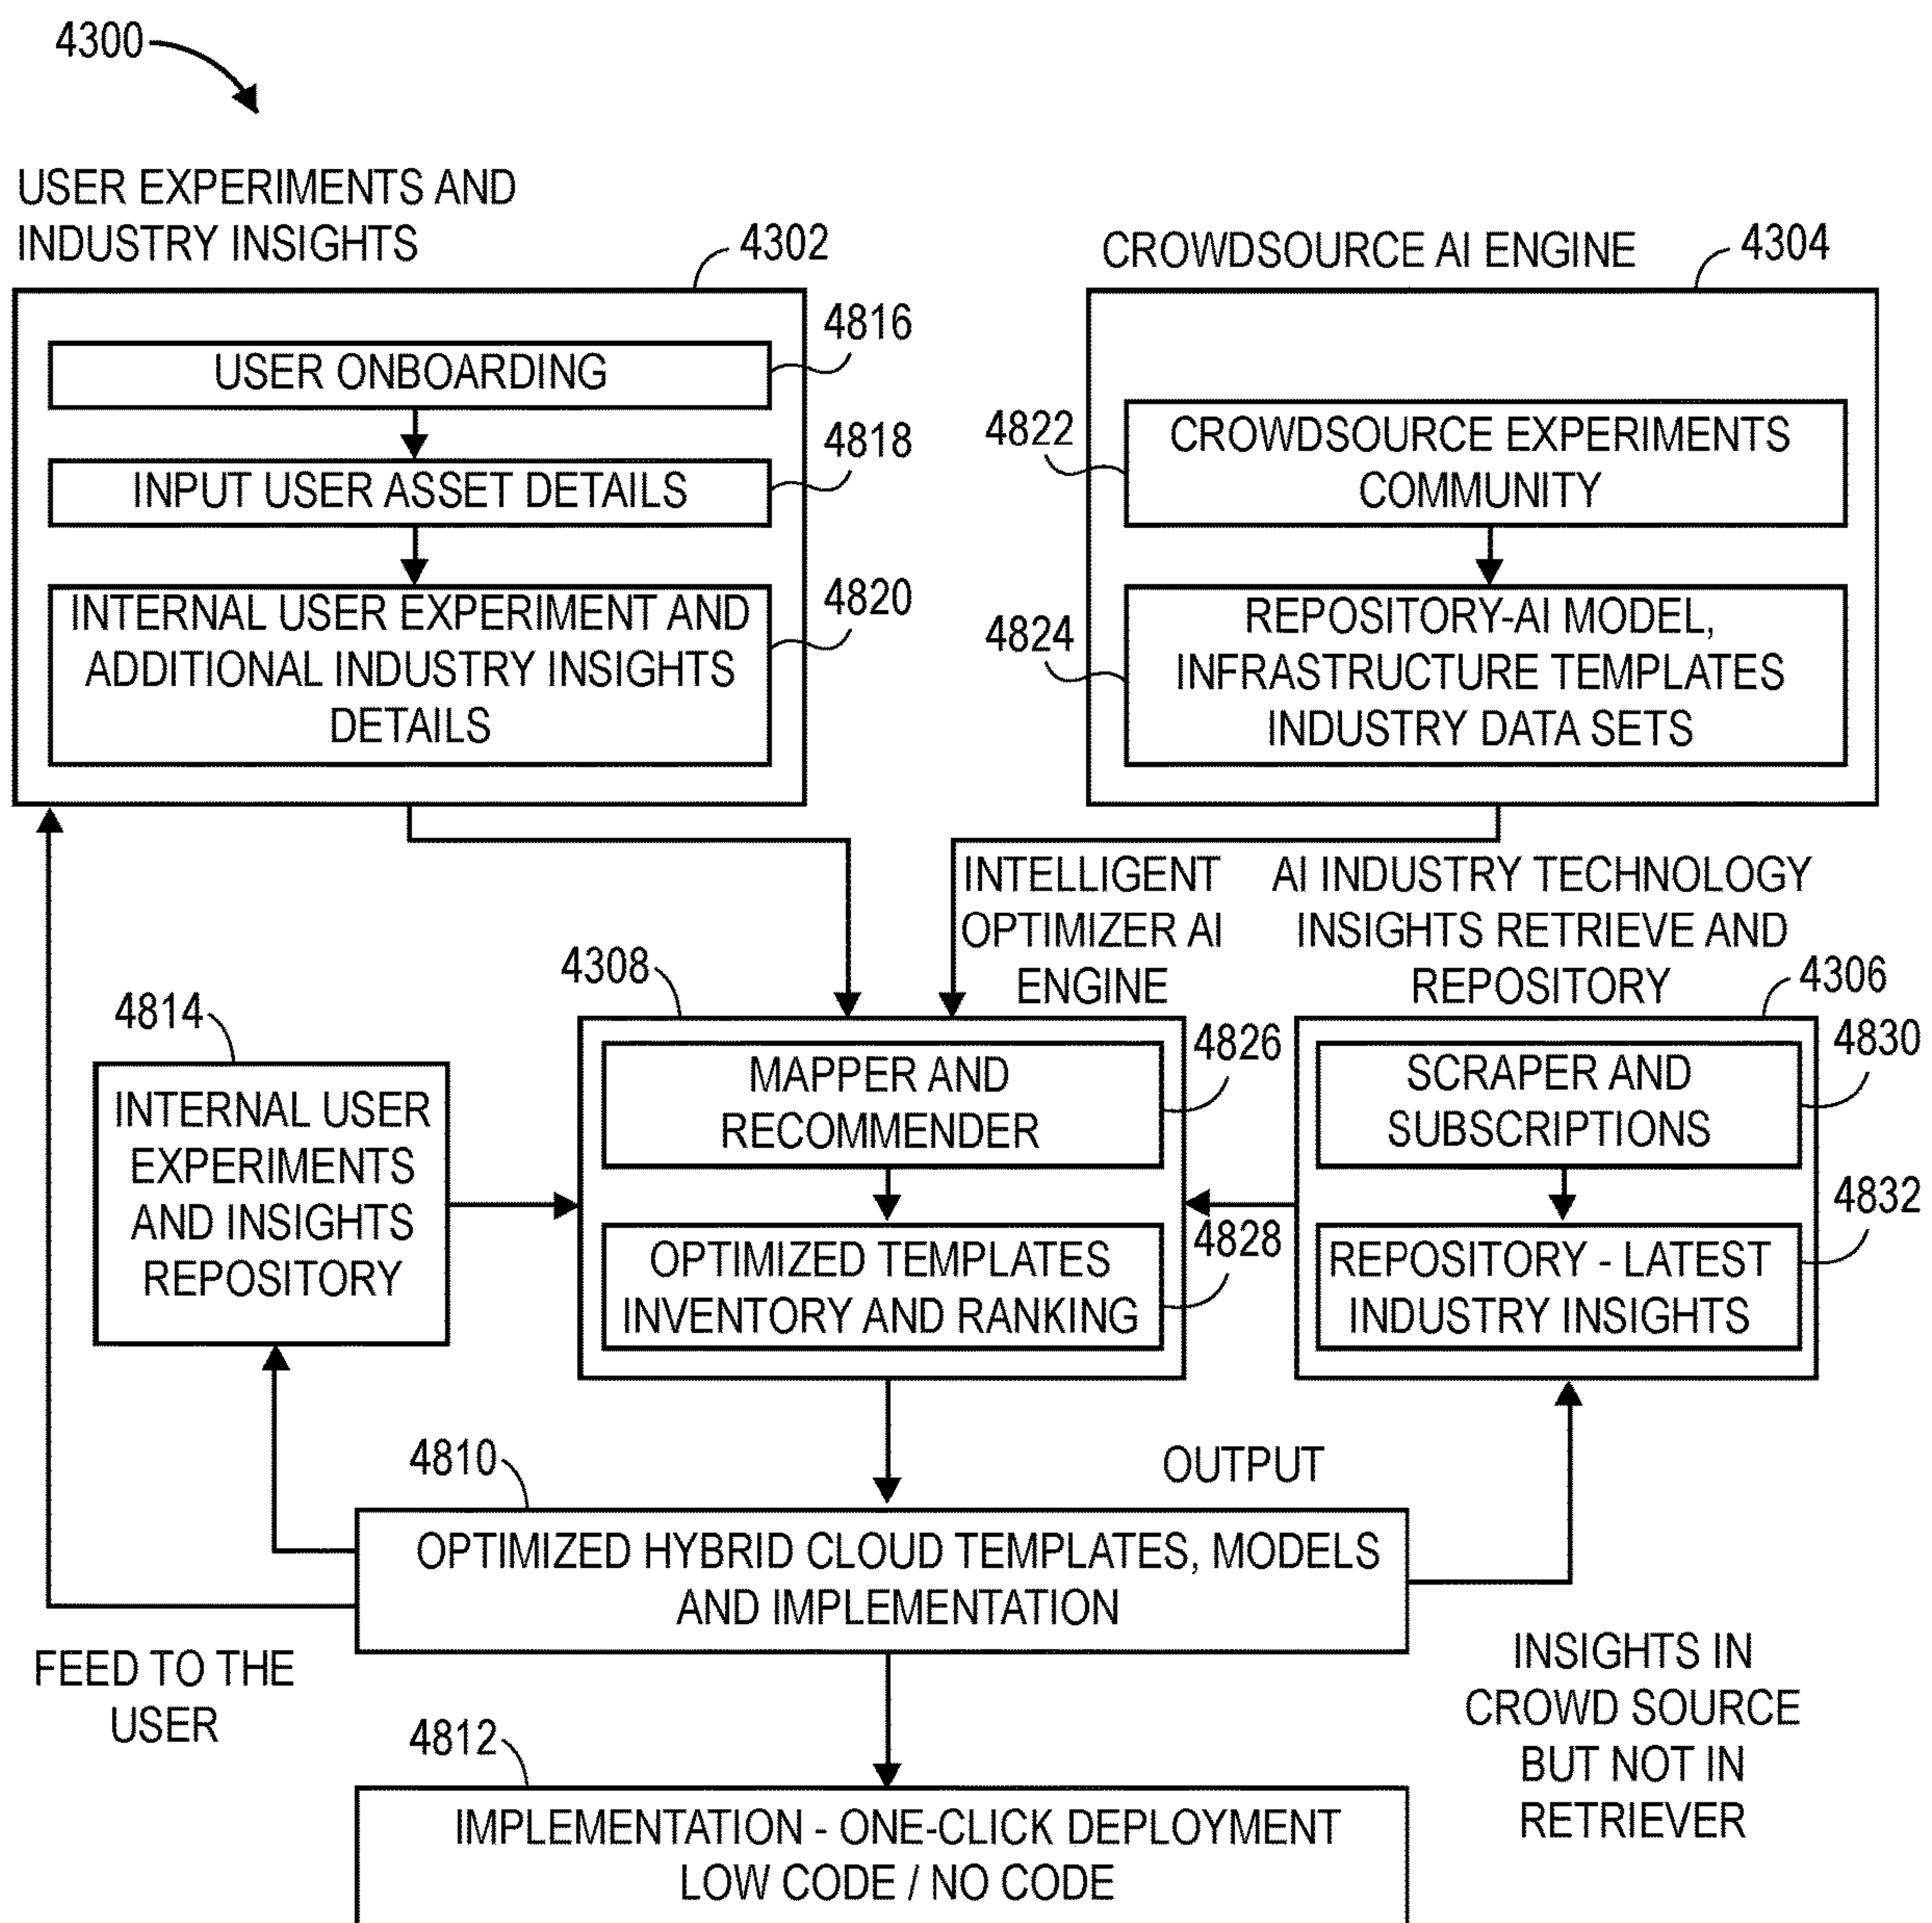 4300
USER EXPERIMENTS AND
INDUSTRY INSIGHTS
4302
4816
USER ONBOARDING
4818
INPUT USER ASSET DETAILS
4820
INTERNAL USER EXPERIMENT AND
ADDITIONAL INDUSTRY INSIGHTS
DETAILS
CROWDSOURCE AI ENGINE
4304
4822
CROWDSOURCE EXPERIMENTS
COMMUNITY
4824
REPOSITORY-AI MODEL,
INFRASTRUCTURE TEMPLATES
INDUSTRY DATA SETS
INTELLIGENT
OPTIMIZER AI
ENGINE
4308
AI INDUSTRY TECHNOLOGY
INSIGHTS RETRIEVE AND
REPOSITORY
4306
4814
INTERNAL USER
EXPERIMENTS
AND INSIGHTS
REPOSITORY
MAPPER AND
RECOMMENDER
4826
OPTIMIZED TEMPLATES
INVENTORY AND RANKING
4828
SCRAPER AND
SUBSCRIPTIONS
4830
REPOSITORY - LATEST
INDUSTRY INSIGHTS
4832
4810
OUTPUT
OPTIMIZED HYBRID CLOUD TEMPLATES, MODELS
AND IMPLEMENTATION
FEED TO THE
USER
INSIGHTS IN
CROWD SOURCE
BUT NOT IN
RETRIEVER
4812
IMPLEMENTATION - ONE-CLICK DEPLOYMENT
LOW CODE / NO CODE